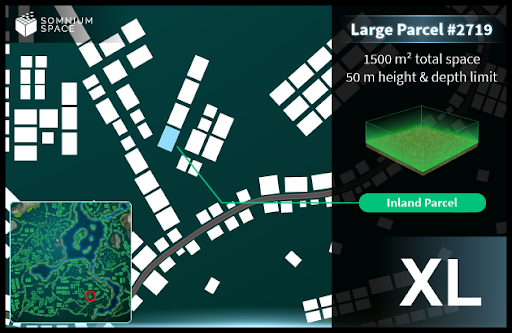 SOMNIUM
SPACE
Large Parcel #2719
1500 m² total space
50 m height & depth limit
Inland Parcel
XL